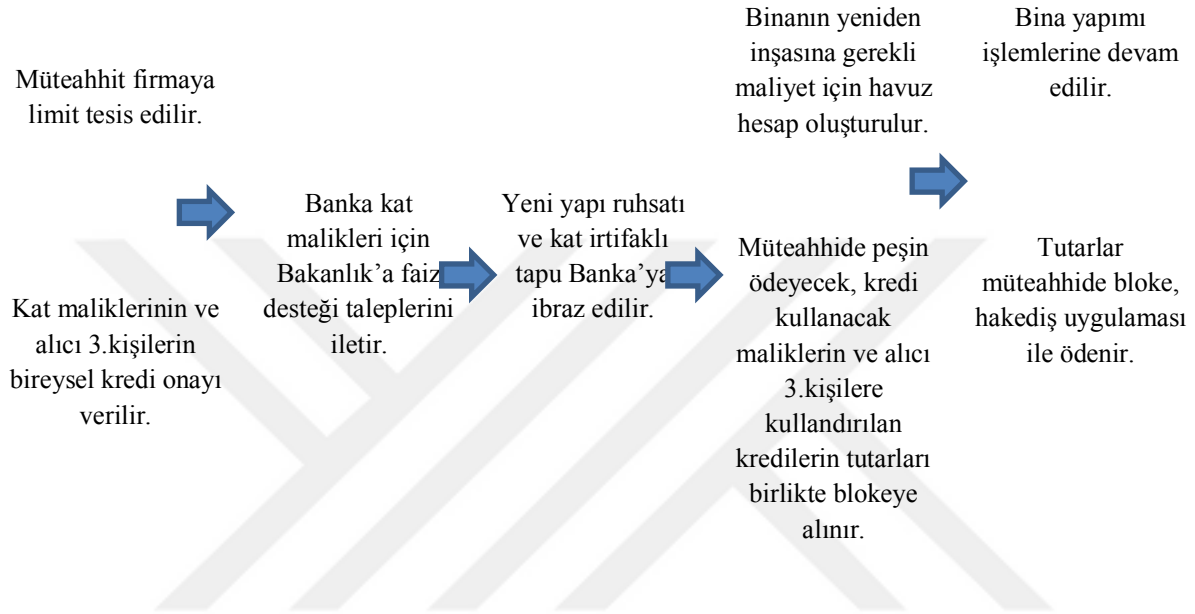 Müteahhit firmaya
limit tesis edilir.
Kat maliklerinin ve
alıcı 3.kişilerin
bireysel kredi onayı
verilir.
Banka kat
malikleri için
Bakanlık’a faiz
desteği taleplerini
iletir.
Yeni yapı ruhsatı
ve kat irtifaklı
tapu Banka’ya
ibraz edilir.
Binanın yeniden
inşasına gerekli
maliyet için havuz
hesap oluşturulur.
Müteahhide peşin
ödeyecek, kredi
kullanacak
maliklerin ve alıcı
3.kişilere
kullandırılan
kredilerin tutarları
birlikte blokeye
alınır.
Bina yapımı
işlemlerine devam
edilir.
Tutarlar
müteahhide bloke,
hakediş uygulaması
ile ödenir.